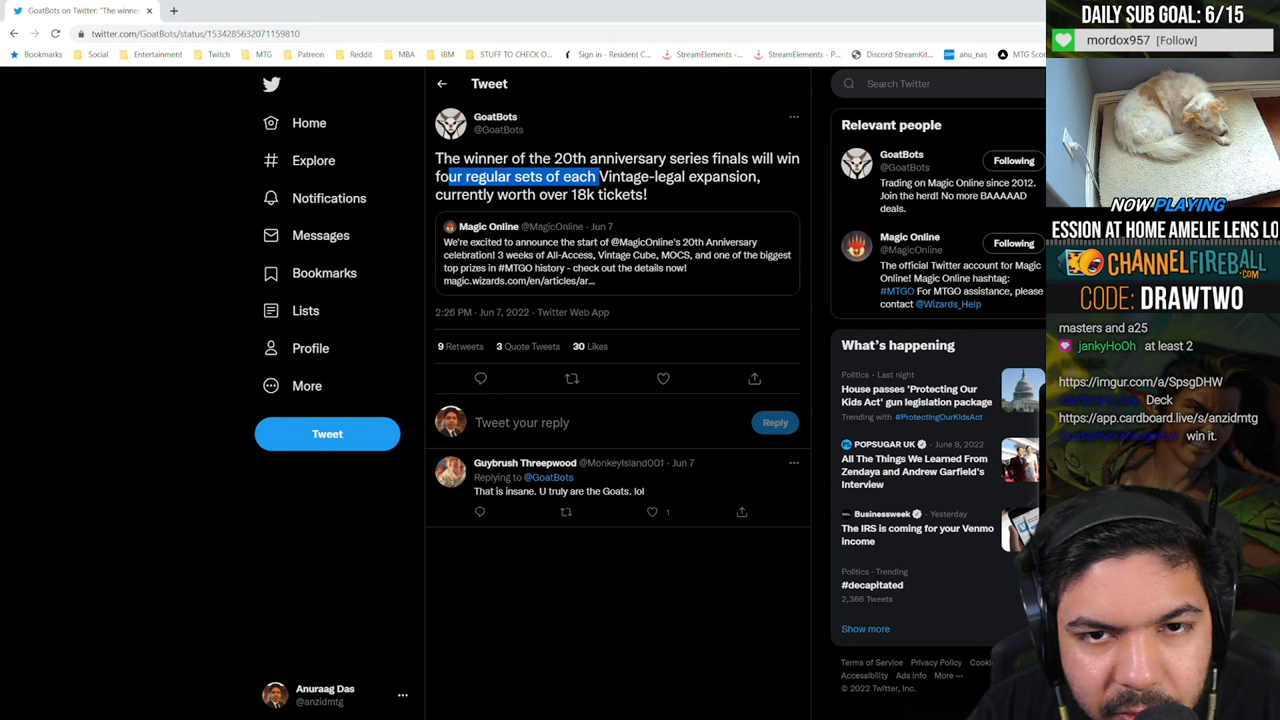 GoatBots on Twitter: "The winne
twitter.com/GoatBots/status/1534285632071159810
Bookmarks
Social
Entertainment
Twitch
MTG
Patreon
Reddit
MBA
IBM
STUFF TO CHECK O...
Sign in - Resident C...
StreamElements - ...
StreamElements - P...
Discord StreamKit...
anu_nas
MTG Sco
Home
Explore
Notifications
Messages
Bookmarks
Lists
Profile
More
Tweet
Anuraag Das
@anzidmtg
Tweet
GoatBots
@GoatBots
The winner of the 20th anniversary series finals will win
four regular sets of each Vintage-legal expansion,
currently worth over 18k tickets!
Magic Online @MagicOnline · Jun 7
We're excited to announce the start of @MagicOnline's 20th Anniversary
celebration! 3 weeks of All-Access, Vintage Cube, MOCS, and one of the biggest
top prizes in #MTGO history - check out the details now!
magic.wizards.com/en/articles/ar...
2:26 PM · Jun 7, 2022 · Twitter Web App
9 Retweets 3 Quote Tweets 30 Likes
Tweet your reply
Reply
Guybrush Threepwood @MonkeyIsland001 · Jun 7
Replying to @GoatBots
That is insane. U truly are the Goats. lol
1
Search Twitter
Relevant people
GoatBots
@GoatBots
Following
Trading on Magic Online since 2012.
Join the herd! No more BAAAAAD
deals.
Magic Online
@MagicOnline
Following
The official Twitter account for Magic
Online! Magic Online hashtag:
#MTGO For MTGO assistance, please
contact @Wizards_Help
What's happening
Politics · Last night
House passes 'Protecting Our
Kids Act' gun legislation package
Trending with #ProtectingOurKidsAct
POPSUGAR UK · June 8, 2022
All The Things We Learned From
Zendaya and Andrew Garfield's
Interview
Businessweek · Yesterday
The IRS is coming for your Venmo
income
Politics · Trending
#decapitated
2,366 Tweets
Show more
Terms of Service Privacy Policy Cooki
Accessibility Ads info More
© 2022 Twitter, Inc.
DAILY SUB GOAL: 6/15
mordox957 [Follow]
NOW PLAYING
ESSION AT HOME AMELIE LENS LO
CHANNELFIREBALL
.COM
CODE: DRAWTWO
masters and a25
jankyHoOh at least 2
https://imgur.com/a/SpsgDHW
Deck
https://app.cardboard.live/s/anzidmtg
win it.